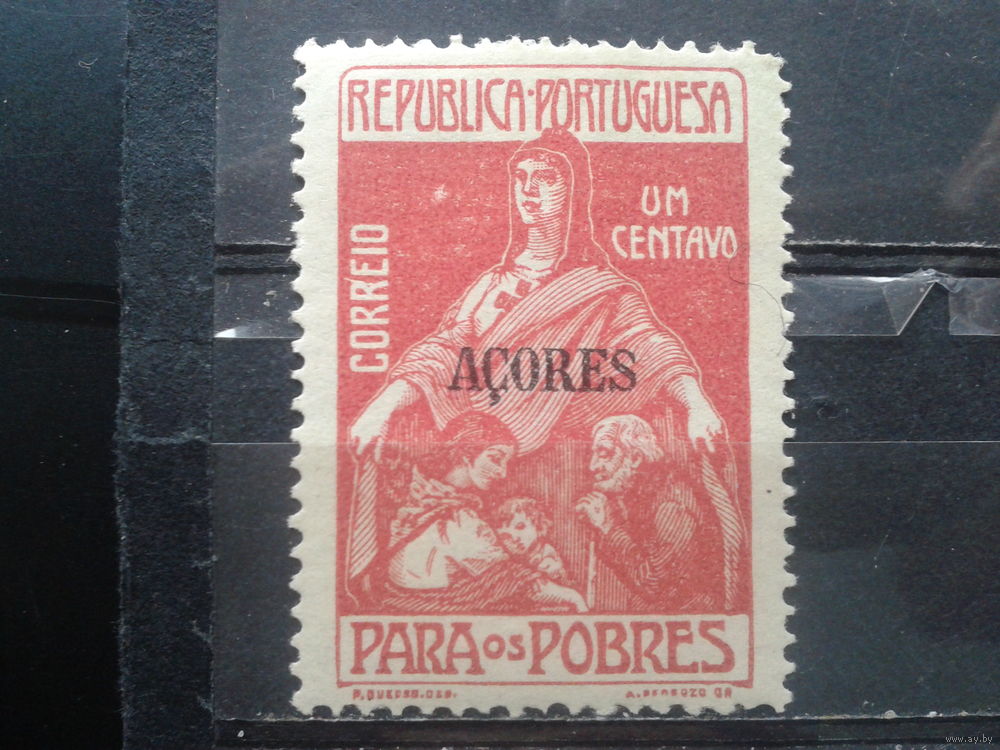 REPUBLICA·PORTUGUESA
UM
CENTAVO
CORREIO
AÇORES
PARA OS POBRES
www.ay.by